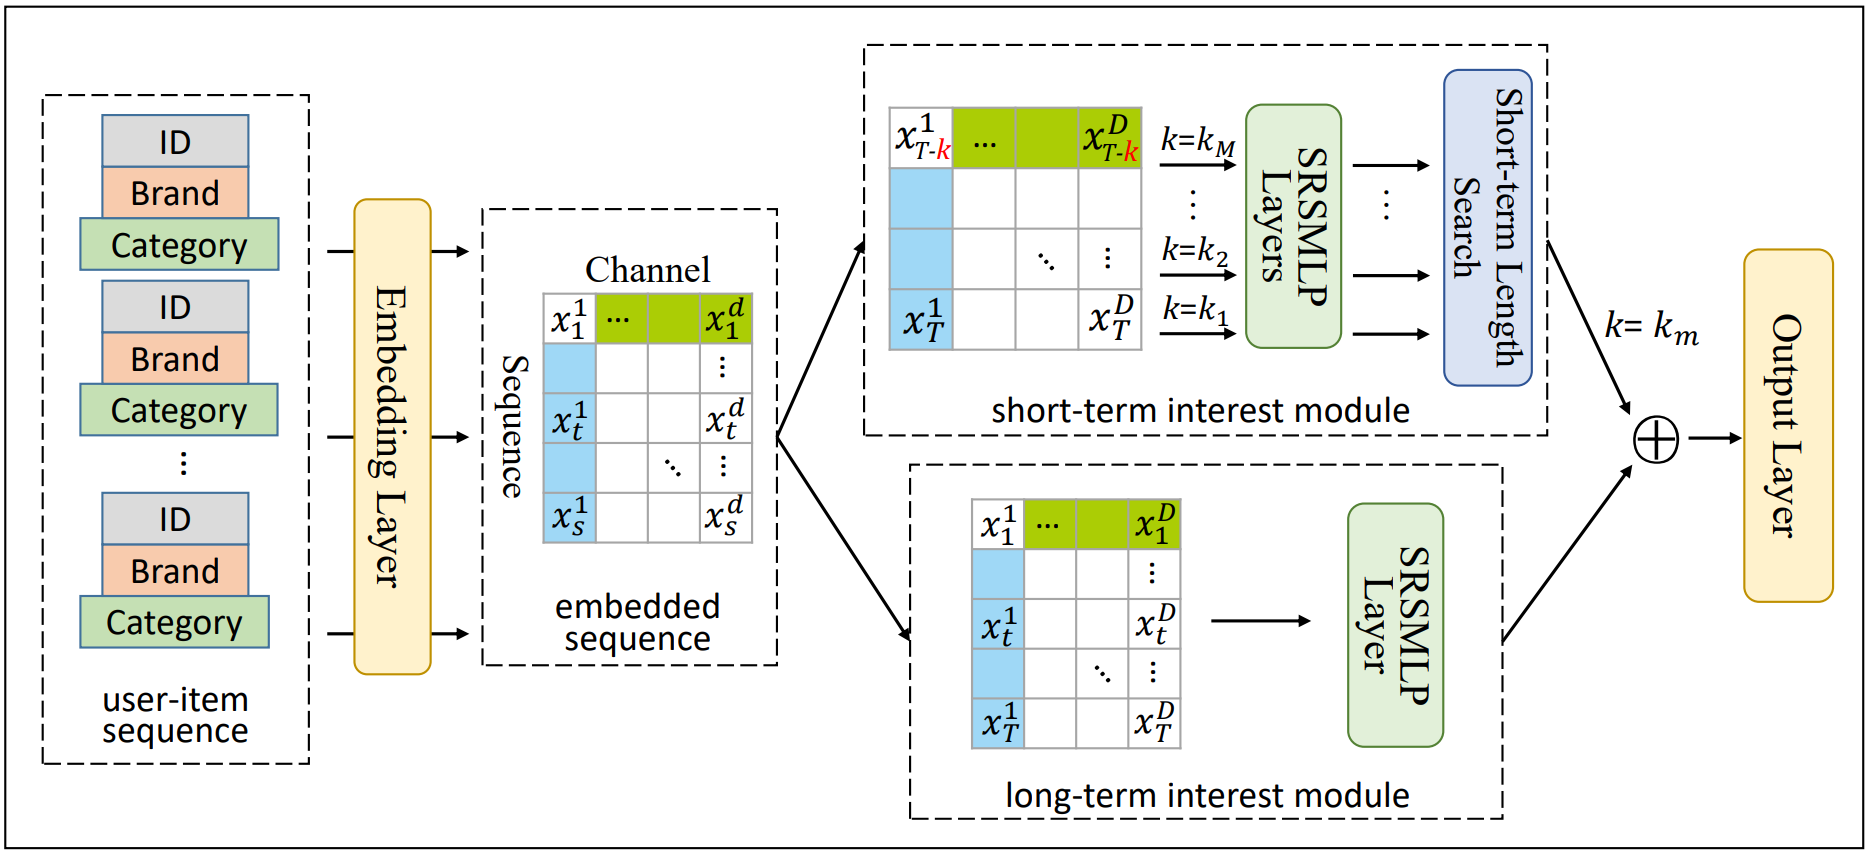 ID
Brand
Category
ID
Brand
Category
⋮
ID
Brand
Category
user-item
sequence
Embedding Layer
Channel
Sequence
x_1^1 ... x_1^d
⋮
x_t^1 x_t^d
⋱ ⋮
x_s^1 x_s^d
embedded
sequence
x_{T-k}^1 ... x_{T-k}^D
⋱ ⋮
x_T^1 x_T^D
k=k_M
⋮
k=k_2
k=k_1
SRSMLP
Layers
⋮
Short-term Length
Search
short-term interest module
x_1^1 ... x_1^D
⋮
x_t^1 x_t^D
⋱ ⋮
x_T^1 x_T^D
SRSMLP
Layer
long-term interest module
k= k_m
⊕
Output Layer